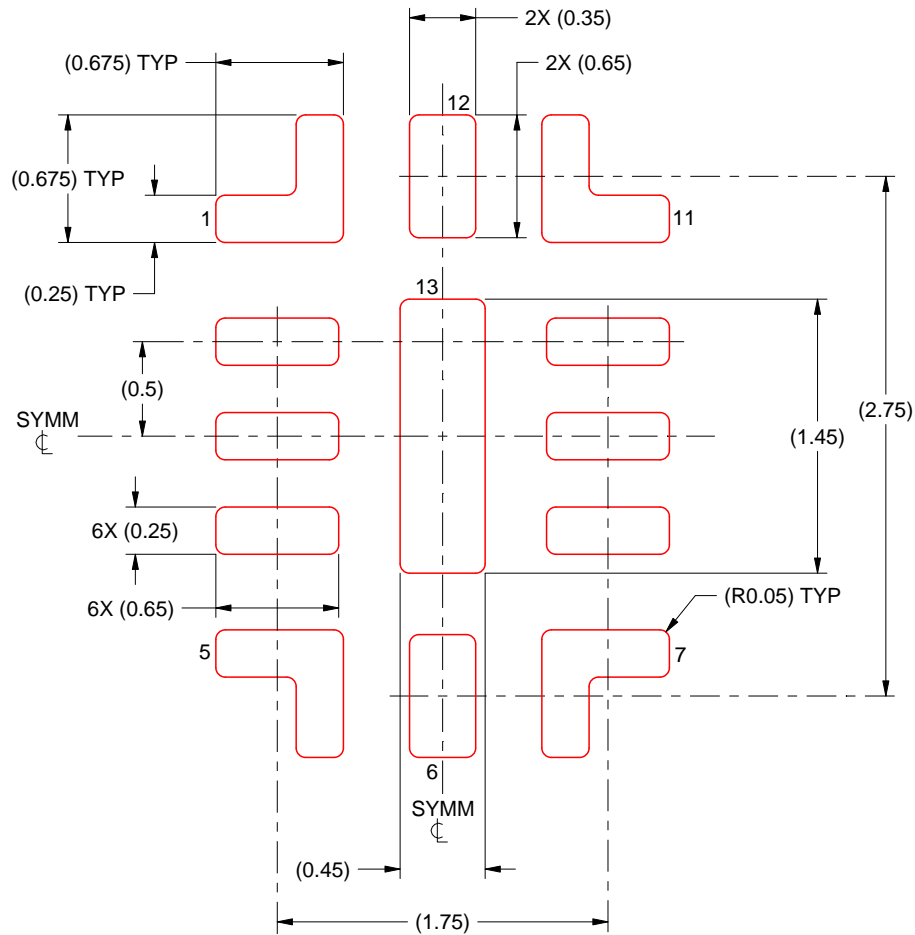 2X (0.35)
(0.675) TYP
2X (0.65)
12
(0.675) TYP
1
11
(0.25) TYP
13
(0.5)
(2.75)
SYMM
℄
(1.45)
6X (0.25)
6X (0.65)
(R0.05) TYP
5
7
6
SYMM
℄
(0.45)
(1.75)